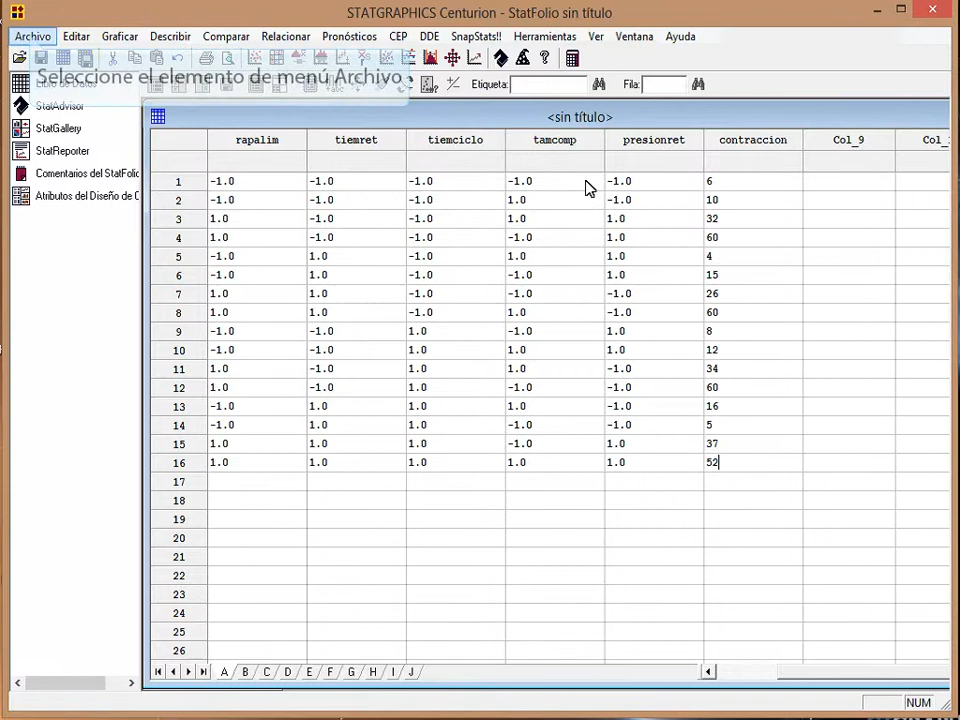 STATGRAPHICS Centurion - StatFolio sin título
Archivo Editar Graficar Describir Comparar Relacionar Pronósticos CEP DDE SnapStats!! Herramientas Ver Ventana Ayuda
Seleccione el elemento de menú Archivo
Etiqueta: Fila:
Libro de Datos
StatAdvisor
StatGallery
StatReporter
Comentarios del StatFolio
Atributos del Diseño de C
<sin título>
rapalim tiemret tiemciclo tamcomp presionret contraccion Col_9 Col_
1 -1.0 -1.0 -1.0 -1.0 -1.0 6
2 -1.0 -1.0 -1.0 1.0 -1.0 10
3 1.0 -1.0 -1.0 1.0 1.0 32
4 1.0 -1.0 -1.0 -1.0 1.0 60
5 -1.0 1.0 -1.0 1.0 1.0 4
6 -1.0 1.0 -1.0 -1.0 1.0 15
7 1.0 1.0 -1.0 -1.0 -1.0 26
8 1.0 1.0 -1.0 1.0 -1.0 60
9 -1.0 -1.0 1.0 -1.0 1.0 8
10 -1.0 -1.0 1.0 1.0 1.0 12
11 1.0 -1.0 1.0 1.0 -1.0 34
12 1.0 -1.0 1.0 -1.0 -1.0 60
13 -1.0 1.0 1.0 1.0 -1.0 16
14 -1.0 1.0 1.0 -1.0 -1.0 5
15 1.0 1.0 1.0 -1.0 1.0 37
16 1.0 1.0 1.0 1.0 1.0 52
17
18
19
20
21
22
23
24
25
26
A B C D E F G H I J
NUM